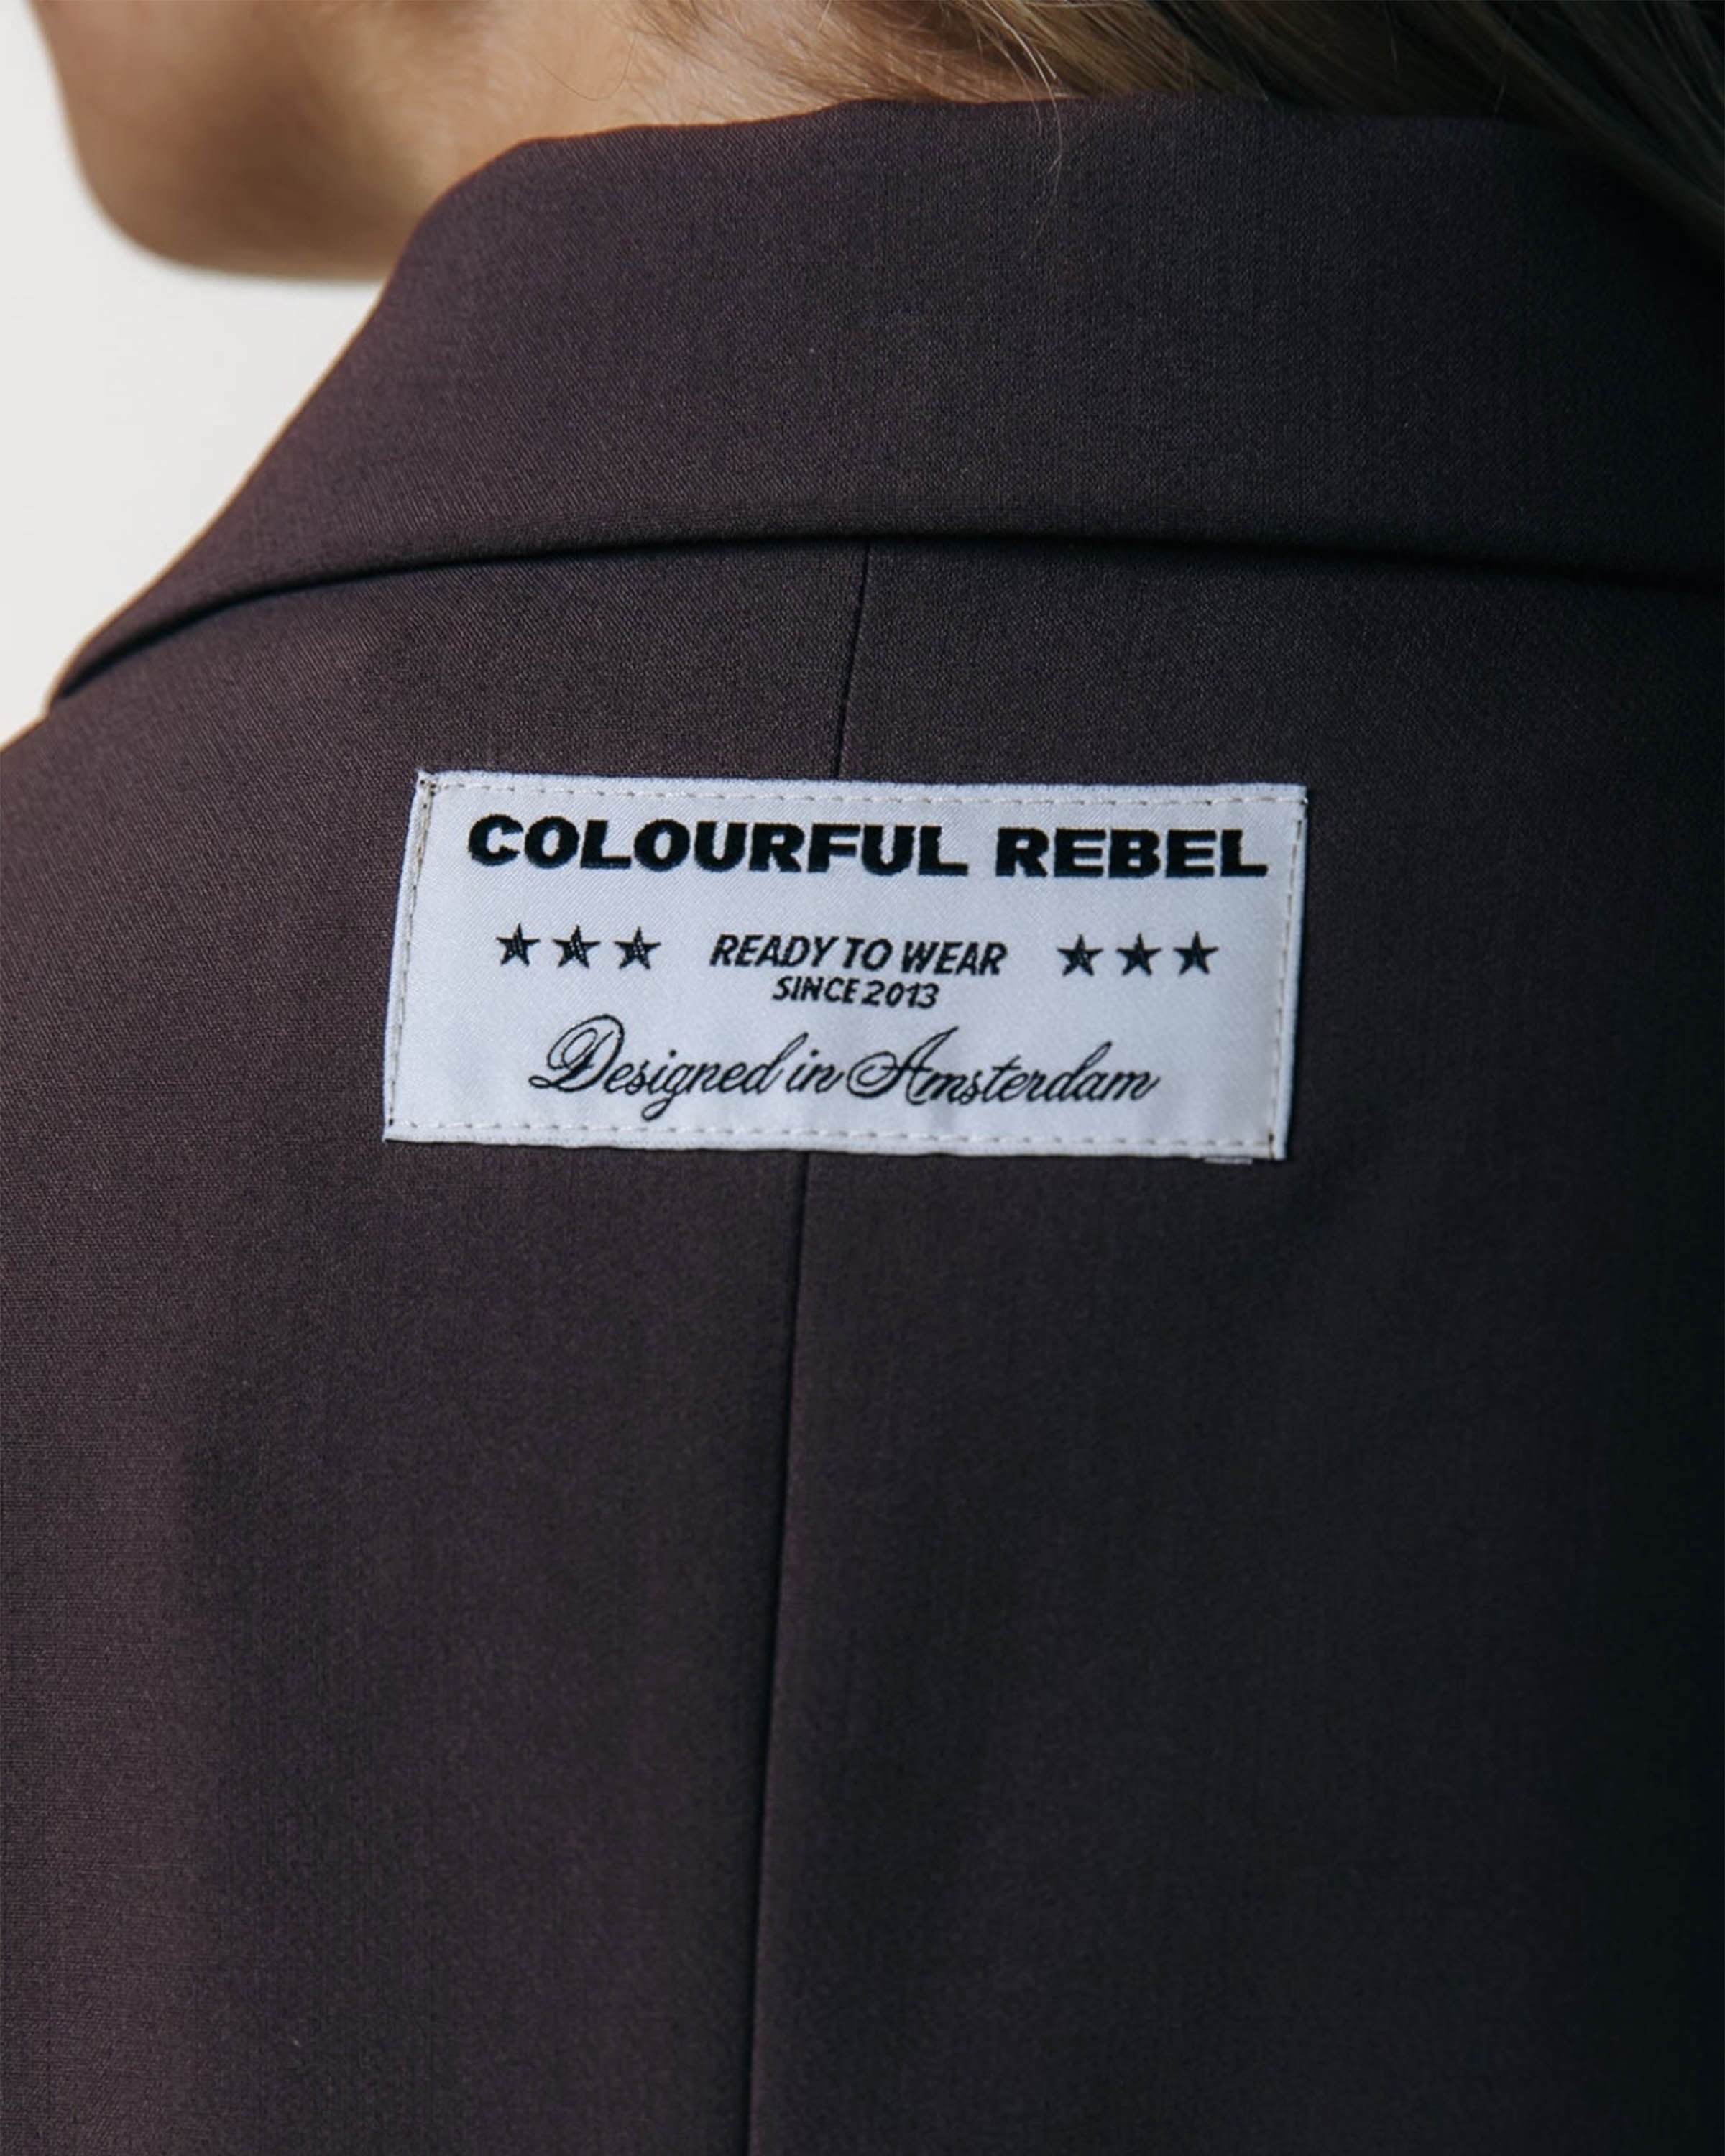 COLOURFUL REBEL
★★★ READY TO WEAR ★★★
SINCE 2013
Designed in Amsterdam